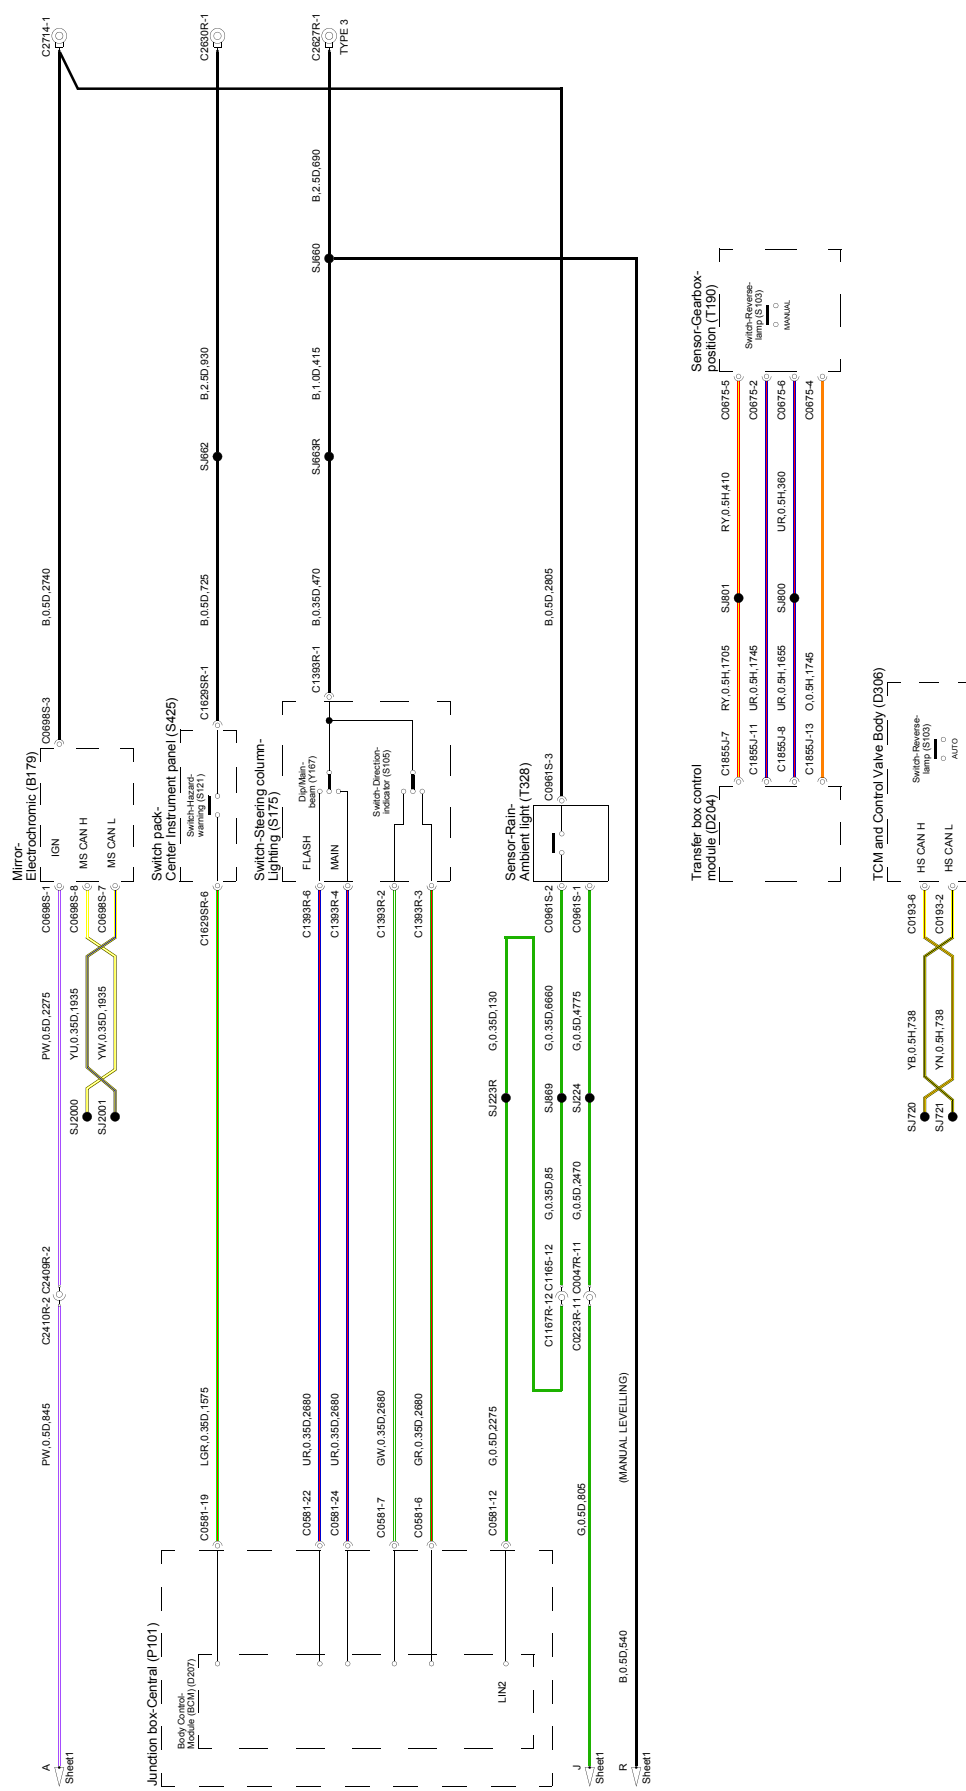 A
Sheet1
PW,0.5D,845
C2410R-2
C2409R-2
PW,0.5D,2275
C0698S-1
Mirror-
Electrochromic (B179)
IGN
MS CAN H
MS CAN L
C0698S-8
C0698S-7
YU,0.35D,1935
YW,0.35D,1935
SJ2000
SJ2001
C0698S-3
B,0.5D,2740
C2714-1
Junction box-Central (P101)
Body Control-
Module (BCM) (D207)
LIN2
C0581-19
LGR,0.35D,1575
C1629SR-6
Switch pack-
Center Instrument panel (S425)
Switch-Hazard-
warning (S121)
C1629SR-1
B,0.5D,725
SJ662
B,2.5D,930
C2630R-1
C0581-22
UR,0.35D,2680
C1393R-6
C0581-24
UR,0.35D,2680
C1393R-4
C0581-7
GW,0.35D,2680
C1393R-2
C0581-6
GR,0.35D,2680
C1393R-3
Switch-Steering column-
Lighting (S175)
FLASH
MAIN
Dip/Main-
beam (Y167)
Switch-Direction-
indicator (S105)
C1393R-1
B,0.35D,470
SJ663R
B,1.0D,415
SJ660
B,2.5D,690
C2627R-1
TYPE 3
C0581-12
G,0.5D,2275
SJ223R
G,0.35D,130
C1167R-12
C1165-12
G,0.35D,85
SJ869
G,0.35D,6660
C0961S-2
J
Sheet1
G,0.5D,805
C0223R-11
C0047R-11
G,0.5D,2470
SJ224
G,0.5D,4775
C0961S-1
Sensor-Rain-
Ambient light (T328)
C0961S-3
B,0.5D,2805
R
Sheet1
B,0.5D,540
(MANUAL LEVELLING)
Transfer box control
module (D204)
C1855J-7
RY,0.5H,1705
SJ801
RY,0.5H,410
C0675-5
C1855J-11
UR,0.5H,1745
C0675-2
C1855J-8
UR,0.5H,1655
SJ800
UR,0.5H,360
C0675-6
C1855J-13
O,0.5H,1745
C0675-4
Sensor-Gearbox-
position (T190)
Switch-Reverse-
lamp (S103)
MANUAL
TCM and Control Valve Body (D306)
HS CAN H
HS CAN L
Switch-Reverse-
lamp (S103)
AUTO
C0193-6
C0193-2
YB,0.5H,738
YN,0.5H,738
SJ720
SJ721